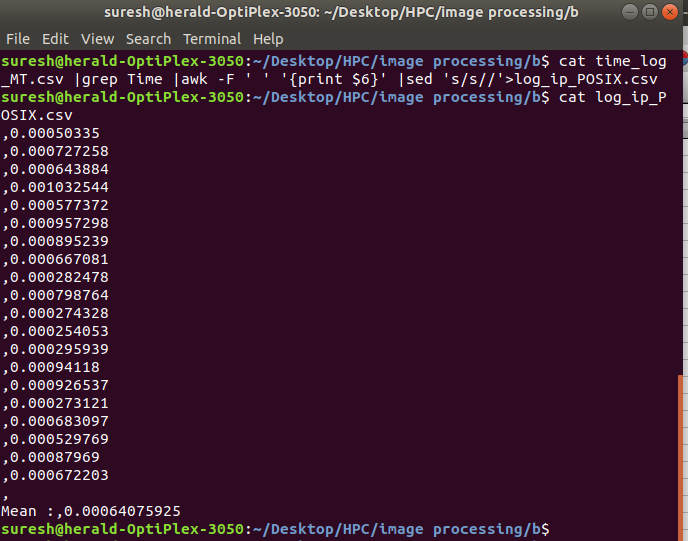 suresh@herald-OptiPlex-3050: ~/Desktop/HPC/image processing/b
File Edit View Search Terminal Help
suresh@herald-OptiPlex-3050:~/Desktop/HPC/image processing/b$ cat time_log
_MT.csv |grep Time |awk -F ' ' '{print $6}' |sed 's/s//'>log_ip_POSIX.csv
suresh@herald-OptiPlex-3050:~/Desktop/HPC/image processing/b$ cat log_ip_P
OSIX.csv
,0.00050335
,0.000727258
,0.000643884
,0.001032544
,0.000577372
,0.000957298
,0.000895239
,0.000667081
,0.000282478
,0.000798764
,0.000274328
,0.000254053
,0.000295939
,0.00094118
,0.000926537
,0.000273121
,0.000683097
,0.000529769
,0.00087969
,0.000672203
,
Mean :,0.00064075925
suresh@herald-OptiPlex-3050:~/Desktop/HPC/image processing/b$